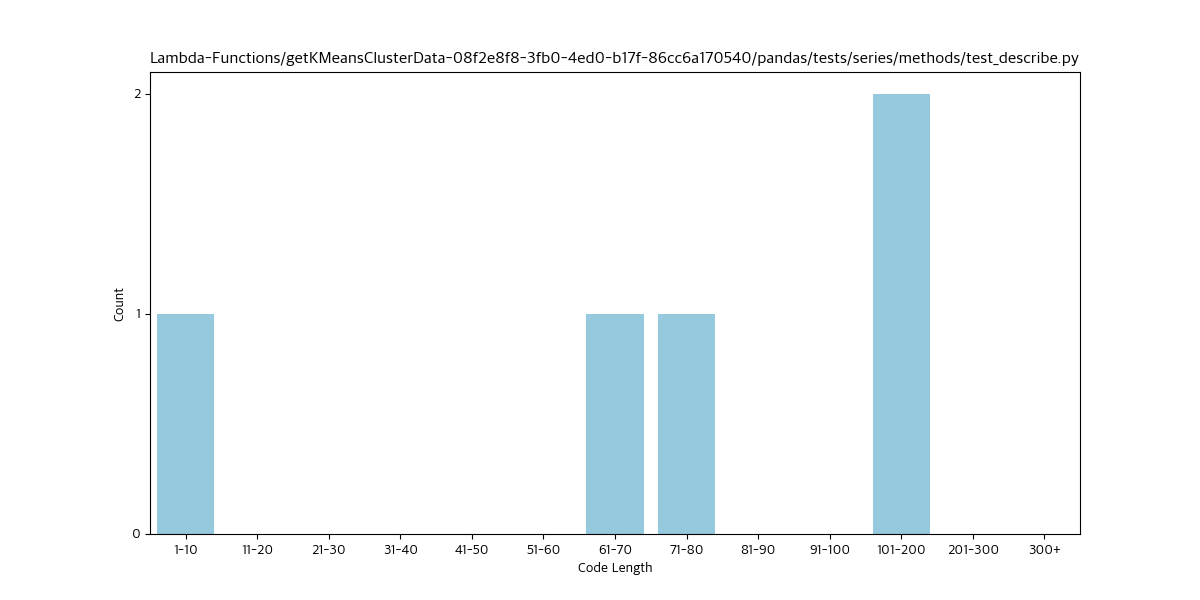 Lambda-Functions/getKMeansClusterData-08f2e8f8-3fb0-4ed0-b17f-86cc6a170540/pandas/tests/series/methods/test_describe.py
2
1
0
Count
1-10 11-20 21-30 31-40 41-50 51-60 61-70 71-80 81-90 91-100 101-200 201-300 300+
Code Length